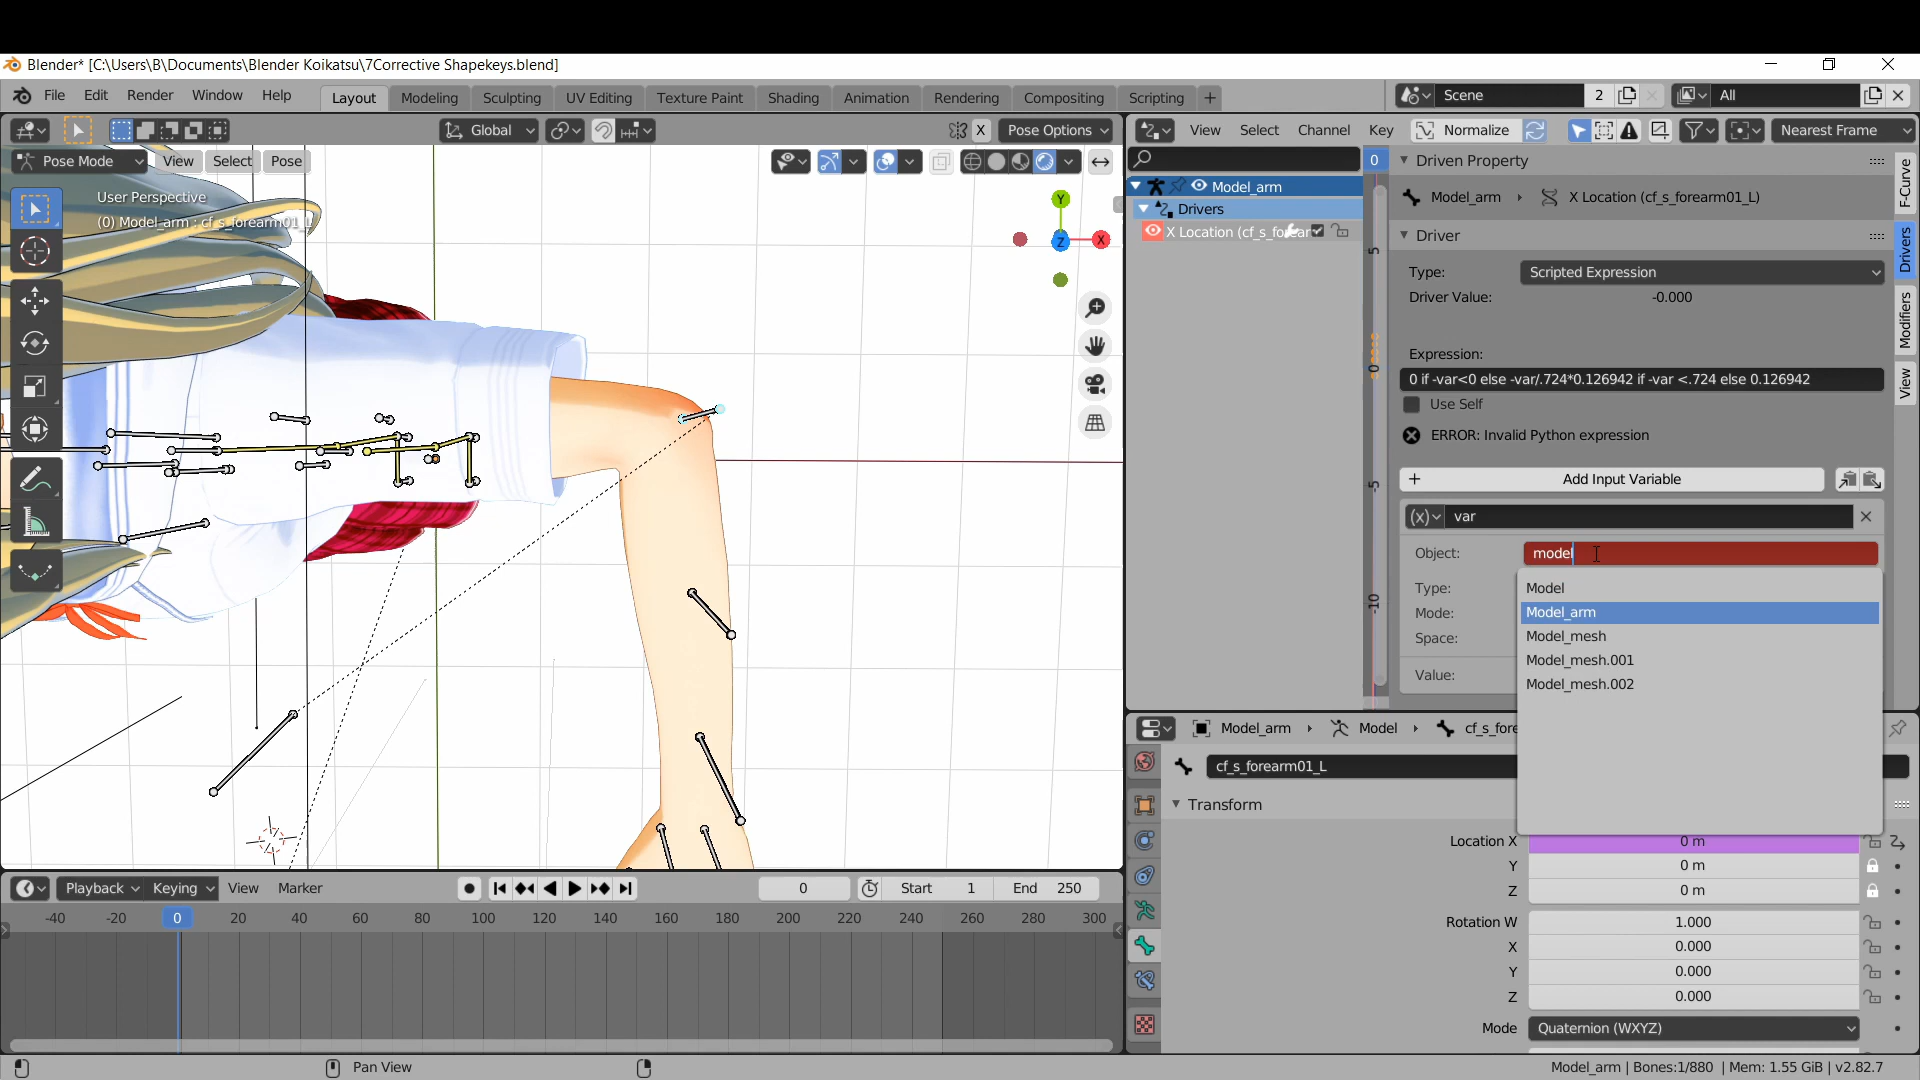 Blender* [C:\Users\B\Documents\Blender Koikatsu\7Corrective Shapekeys.blend]
File Edit Render Window Help Layout Modeling Sculpting UV Editing Texture Paint Shading Animation Rendering Compositing Scripting + Scene 2 All
Global X Pose Options
View Select Channel Key Normalize Nearest Frame
Pose Mode View Select Pose
User Perspective
(0) Model_arm : cf_s_forearm01_L
Y
X
Z
Model_arm
Drivers
X Location (cf_s_forear
0
5
0
-5
-10
Driven Property
Model_arm X Location (cf_s_forearm01_L)
Driver
Type: Scripted Expression
Driver Value: -0.000
Expression:
0 if -var<0 else -var/.724*0.126942 if -var <.724 else 0.126942
Use Self
ERROR: Invalid Python expression
+ Add Input Variable
(x) var
Object: model
Type:
Mode:
Space:
Value:
Model
Model_arm
Model_mesh
Model_mesh.001
Model_mesh.002
F-Curve
Drivers
Modifiers
View
Model_arm Model cf_s_fore
cf_s_forearm01_L
Transform
Location X 0 m
Y 0 m
Z 0 m
Rotation W 1.000
X 0.000
Y 0.000
Z 0.000
Mode Quaternion (WXYZ)
Playback Keying View Marker 0 Start 1 End 250
-40 -20 0 20 40 60 80 100 120 140 160 180 200 220 240 260 280 300
Pan View
Model_arm | Bones:1/880 | Mem: 1.55 GiB | v2.82.7